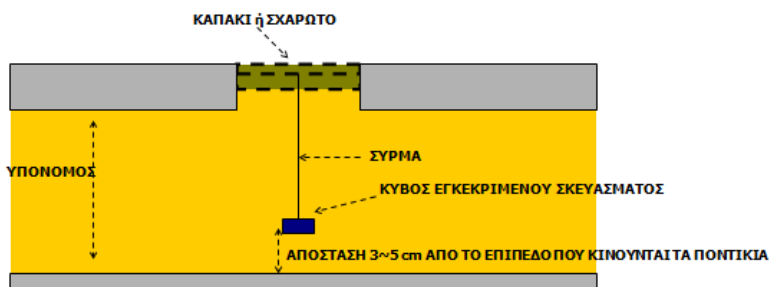 ΚΑΠΑΚΙ ή ΣΧΑΡΩΤΟ
ΥΠΟΝΟΜΟΣ
ΣΥΡΜΑ
ΚΥΒΟΣ ΕΓΚΕΚΡΙΜΕΝΟΥ ΣΚΕΥΑΣΜΑΤΟΣ
ΑΠΟΣΤΑΣΗ 3~5 cm ΑΠΟ ΤΟ ΕΠΙΠΕΔΟ ΠΟΥ ΚΙΝΟΥΝΤΑΙ ΤΑ ΠΟΝΤΙΚΙΑ